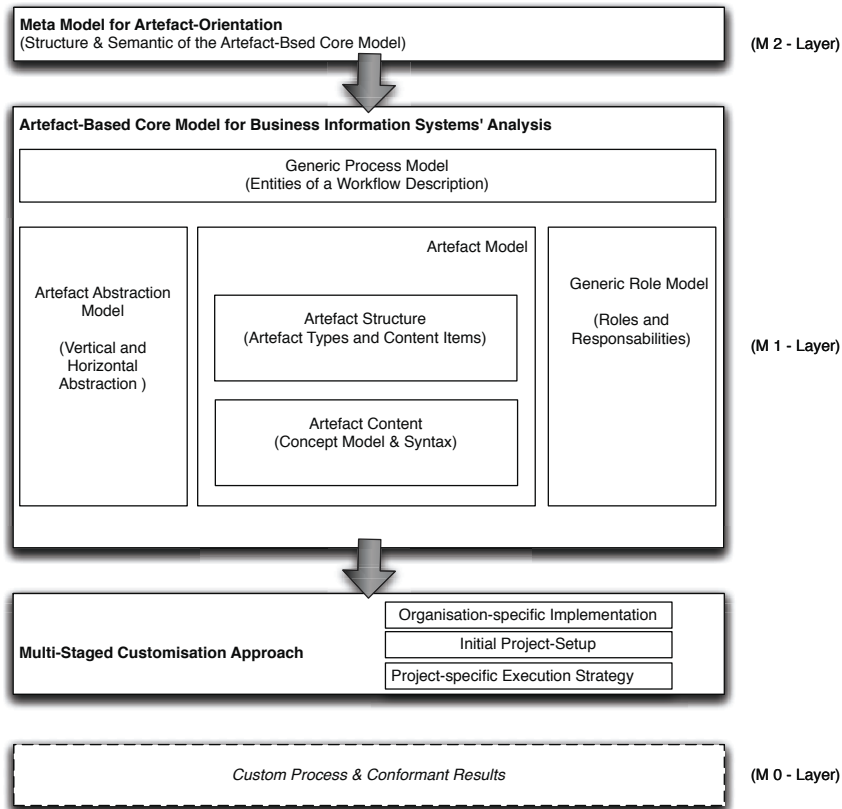 Meta Model for Artefact-Orientation
(Structure & Semantic of the Artefact-Bsed Core Model)
(M 2 - Layer)
Artefact-Based Core Model for Business Information Systems' Analysis
Generic Process Model
(Entities of a Workflow Description)
Artefact Abstraction
Model
(Vertical and
Horizontal
Abstraction )
Artefact Model
Artefact Structure
(Artefact Types and Content Items)
Artefact Content
(Concept Model & Syntax)
Generic Role Model
(Roles and
Responsabilities)
(M 1 - Layer)
Multi-Staged Customisation Approach
Organisation-specific Implementation
Initial Project-Setup
Project-specific Execution Strategy
Custom Process & Conformant Results
(M 0 - Layer)